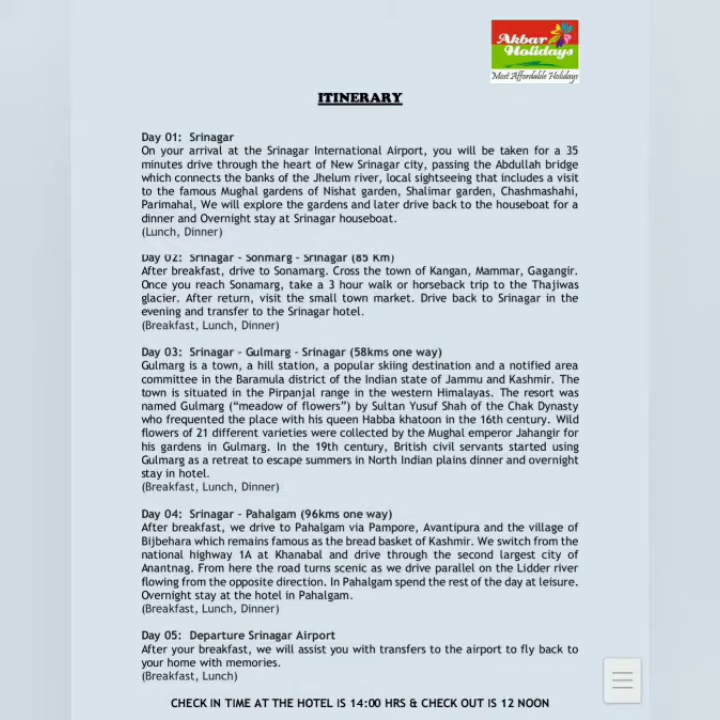 Akbar
Holidays
Most Affordable Holidays
ITINERARY
Day 01: Srinagar
On your arrival at the Srinagar International Airport, you will be taken for a 35
minutes drive through the heart of New Srinagar city, passing the Abdullah bridge
which connects the banks of the Jhelum river, local sightseeing that includes a visit
to the famous Mughal gardens of Nishat garden, Shalimar garden, Chashmashahi,
Parimahal, We will explore the gardens and later drive back to the houseboat for a
dinner and Overnight stay at Srinagar houseboat.
(Lunch, Dinner)
Day 02: Srinagar - Sonmarg - Srinagar (85 Km)
After breakfast, drive to Sonamarg. Cross the town of Kangan, Mammar, Gagangir.
Once you reach Sonamarg, take a 3 hour walk or horseback trip to the Thajiwas
glacier. After return, visit the small town market. Drive back to Srinagar in the
evening and transfer to the Srinagar hotel.
(Breakfast, Lunch, Dinner)
Day 03: Srinagar - Gulmarg - Srinagar (58kms one way)
Gulmarg is a town, a hill station, a popular skiing destination and a notified area
committee in the Baramula district of the Indian state of Jammu and Kashmir. The
town is situated in the Pirpanjal range in the western Himalayas. The resort was
named Gulmarg (“meadow of flowers”) by Sultan Yusuf Shah of the Chak Dynasty
who frequented the place with his queen Habba khatoon in the 16th century. Wild
flowers of 21 different varieties were collected by the Mughal emperor Jahangir for
his gardens in Gulmarg. In the 19th century, British civil servants started using
Gulmarg as a retreat to escape summers in North Indian plains dinner and overnight
stay in hotel.
(Breakfast, Lunch, Dinner)
Day 04: Srinagar - Pahalgam (96kms one way)
After breakfast, we drive to Pahalgam via Pampore, Avantipura and the village of
Bijbehara which remains famous as the bread basket of Kashmir. We switch from the
national highway 1A at Khanabal and drive through the second largest city of
Anantnag. From here the road turns scenic as we drive parallel on the Lidder river
flowing from the opposite direction. In Pahalgam spend the rest of the day at leisure.
Overnight stay at the hotel in Pahalgam.
(Breakfast, Lunch, Dinner)
Day 05: Departure Srinagar Airport
After your breakfast, we will assist you with transfers to the airport to fly back to
your home with memories.
(Breakfast, Lunch)
CHECK IN TIME AT THE HOTEL IS 14:00 HRS & CHECK OUT IS 12 NOON